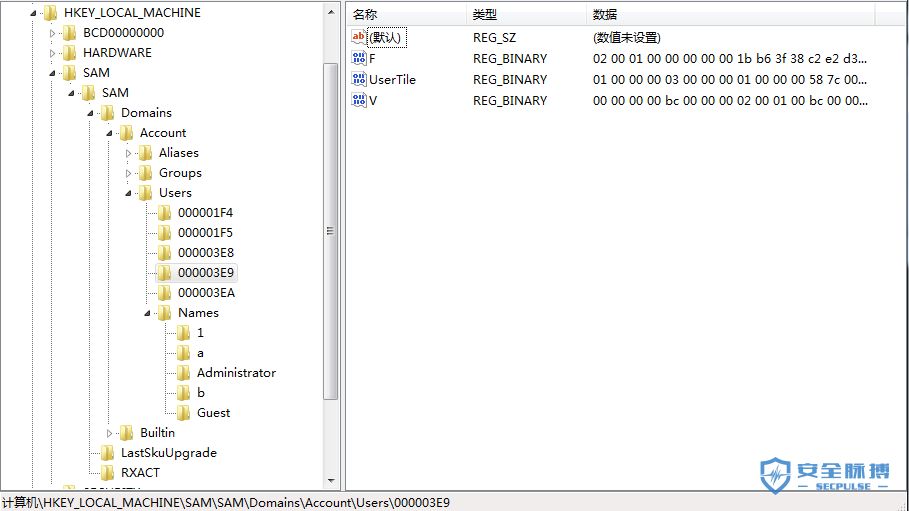 HKEY_LOCAL_MACHINE
BCD00000000
HARDWARE
SAM
SAM
Domains
Account
Aliases
Groups
Users
000001F4
000001F5
000003E8
000003E9
000003EA
Names
1
a
Administrator
b
Guest
Builtin
LastSkuUpgrade
RXACT
名称 类型 数据
ab (默认) REG_SZ (数值未设置)
F REG_BINARY 02 00 01 00 00 00 00 00 1b b6 3f 38 c2 e2 d3...
UserTile REG_BINARY 01 00 00 00 03 00 00 00 01 00 00 00 58 7c 00...
V REG_BINARY 00 00 00 00 bc 00 00 00 02 00 01 00 bc 00 00...
安全脉搏
SECPULSE
计算机\HKEY_LOCAL_MACHINE\SAM\SAM\Domains\Account\Users\000003E9